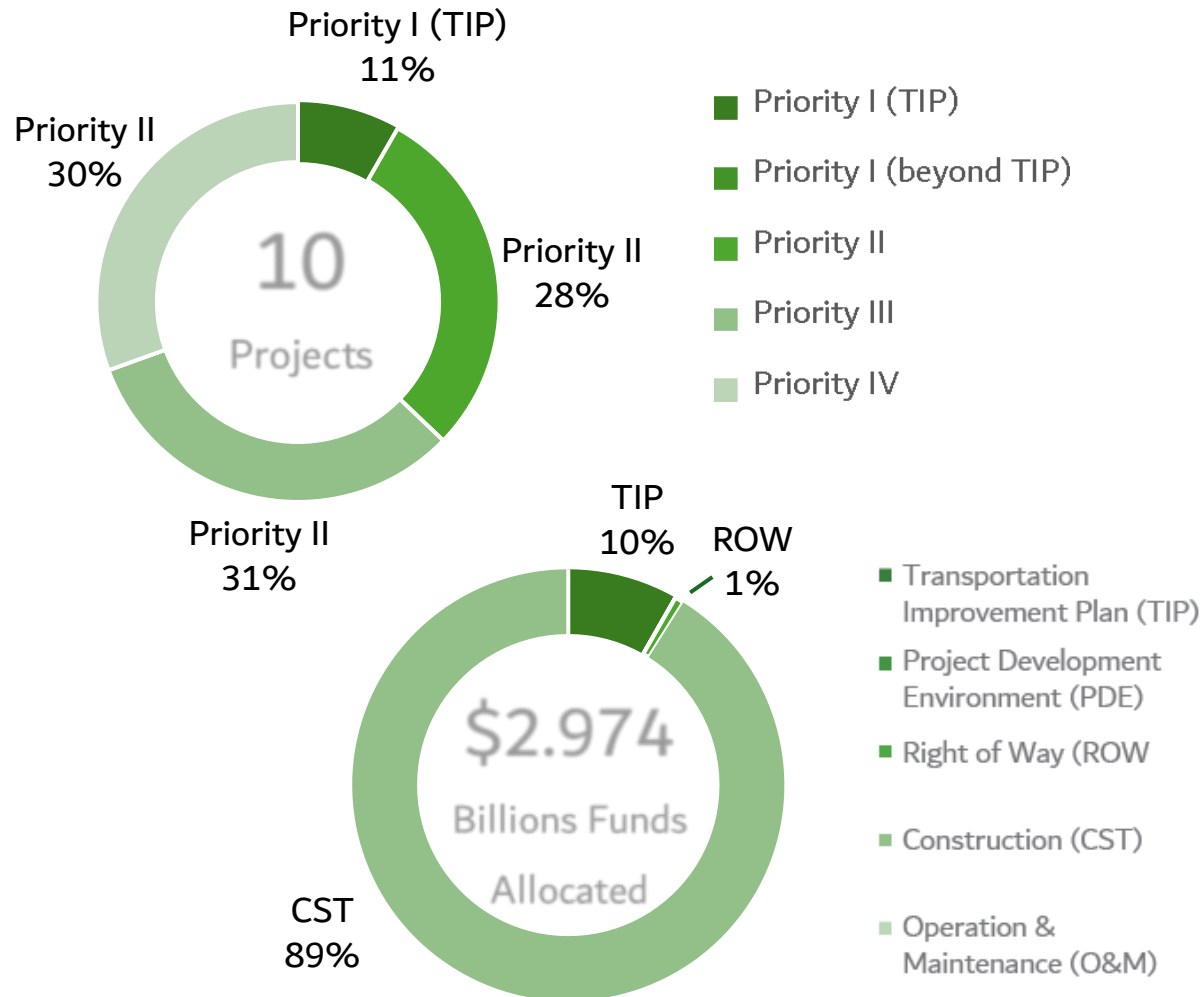 Priority I (TIP)
11%
Priority II
30%
Priority II
28%
Priority II
31%
10
Projects
Priority I (TIP)
Priority I (beyond TIP)
Priority II
Priority III
Priority IV
TIP
10%
ROW
1%
CST
89%
$2.974
Billions Funds
Allocated
Transportation
Improvement Plan (TIP)
Project Development
Environment (PDE)
Right of Way (ROW
Construction (CST)
Operation &
Maintenance (O&M)